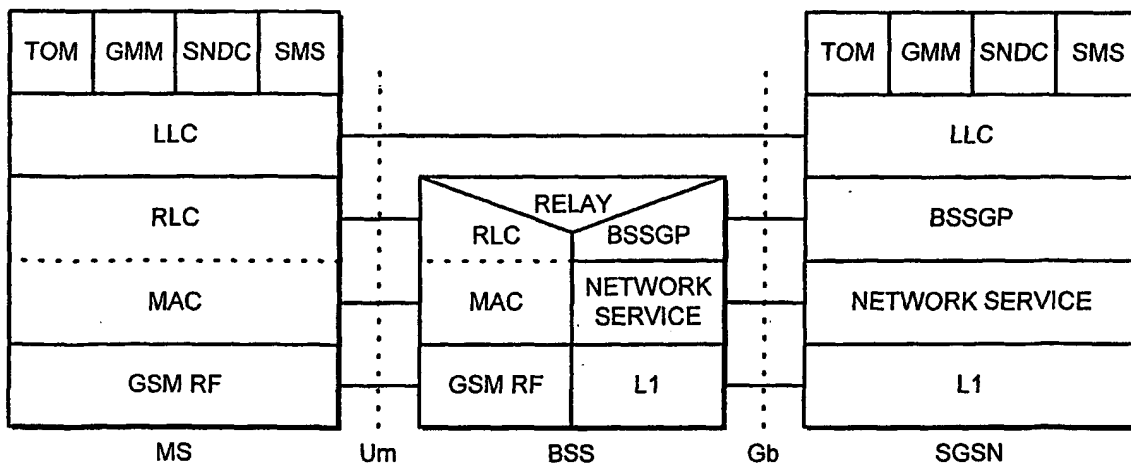 TOM GMM SNDC SMS
TOM GMM SNDC SMS
LLC
LLC
RELAY
RLC
RLC
BSSGP
BSSGP
MAC
MAC
NETWORK
SERVICE
NETWORK SERVICE
GSM RF
GSM RF
L1
L1
MS
Um
BSS
Gb
SGSN